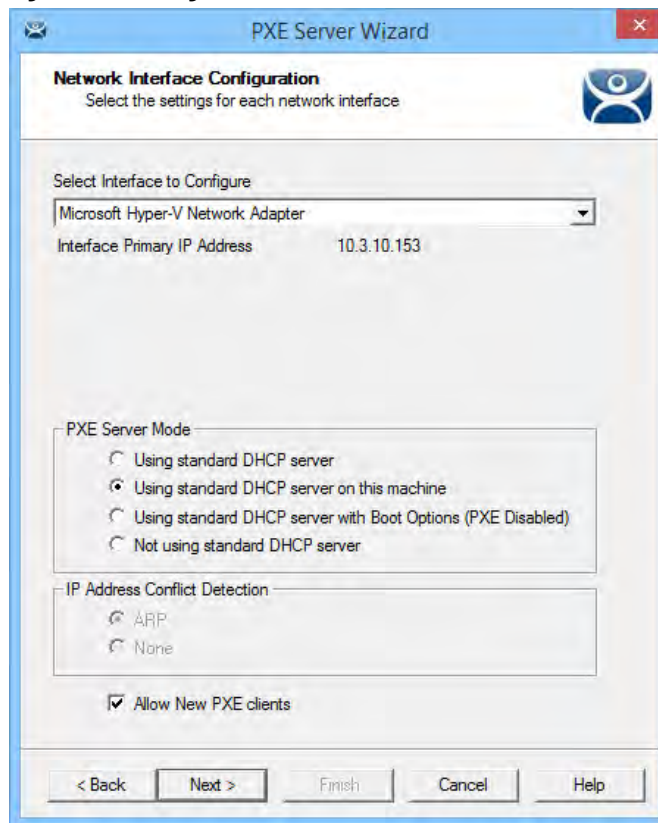 PXE Server Wizard
Network Interface Configuration
Select the settings for each network interface
Select Interface to Configure
Microsoft Hyper-V Network Adapter
Interface Primary IP Address 10.3.10.153
PXE Server Mode
Using standard DHCP server
Using standard DHCP server on this machine
Using standard DHCP server with Boot Options (PXE Disabled)
Not using standard DHCP server
IP Address Conflict Detection
ARP
None
Allow New PXE clients
< Back Next > Finish Cancel Help